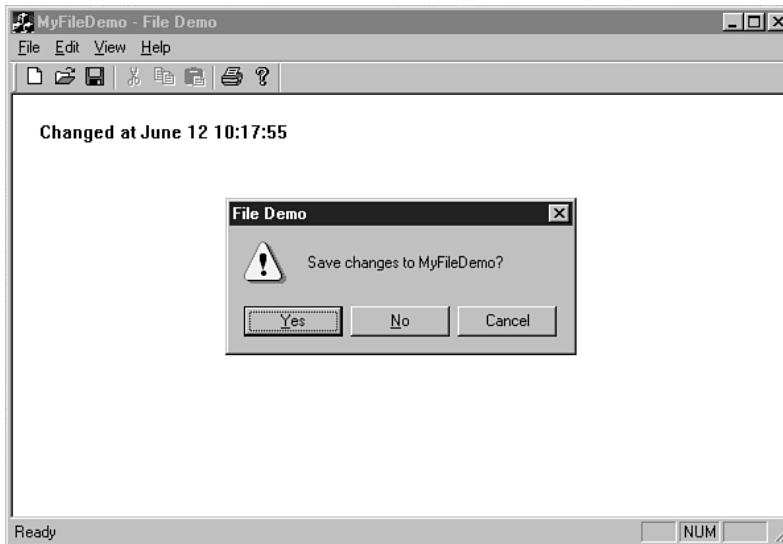 MyFileDemo - File Demo
File Edit View Help
Changed at June 12 10:17:55
File Demo
Save changes to MyFileDemo?
Yes No Cancel
Ready NUM